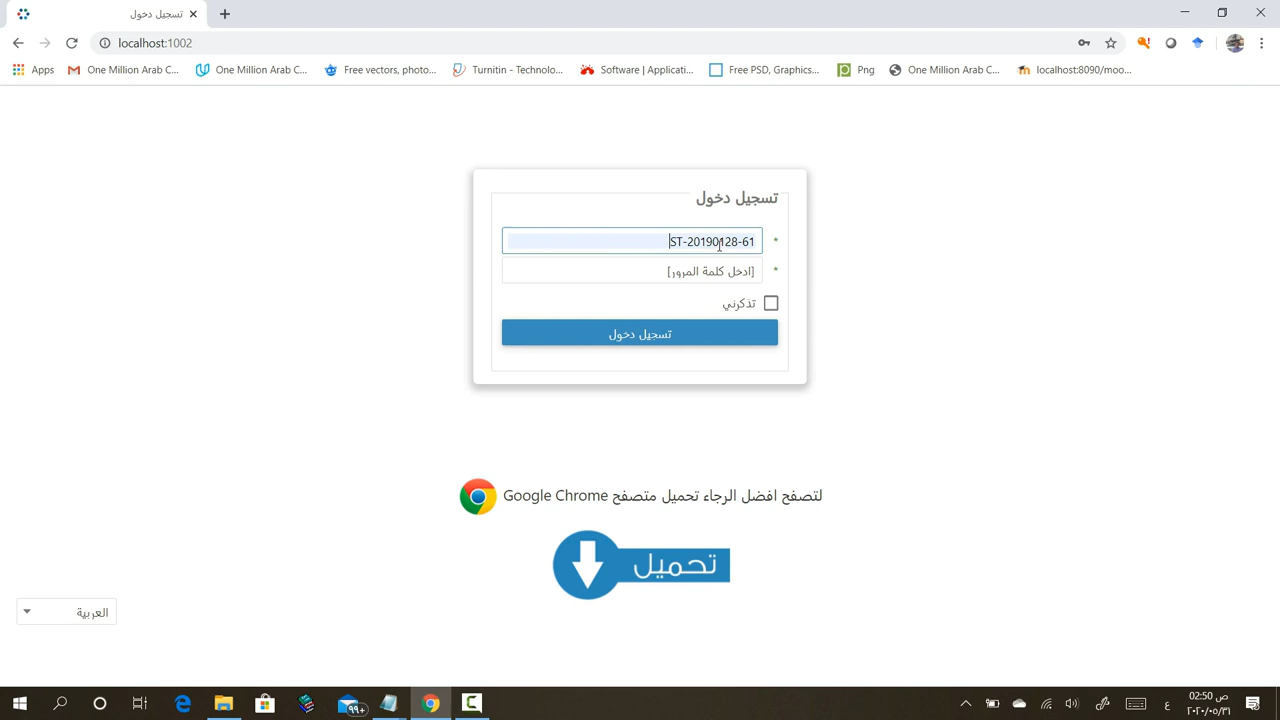 تسجيل دخول
localhost:1002
Apps
One Million Arab C...
One Million Arab C...
Free vectors, photo...
Turnitin - Technolo...
Software | Applicati...
Free PSD, Graphics...
Png
One Million Arab C...
localhost:8090/moo...
تسجيل دخول
ST-20190128-61 *
[ادخل كلمة المرور] *
تذكرني
تسجيل دخول
لتصفح افضل الرجاء تحميل متصفح Google Chrome
تحميل
العربية
99+
ع
02:50 ص
٢٠٢٠/٠٥/٣١